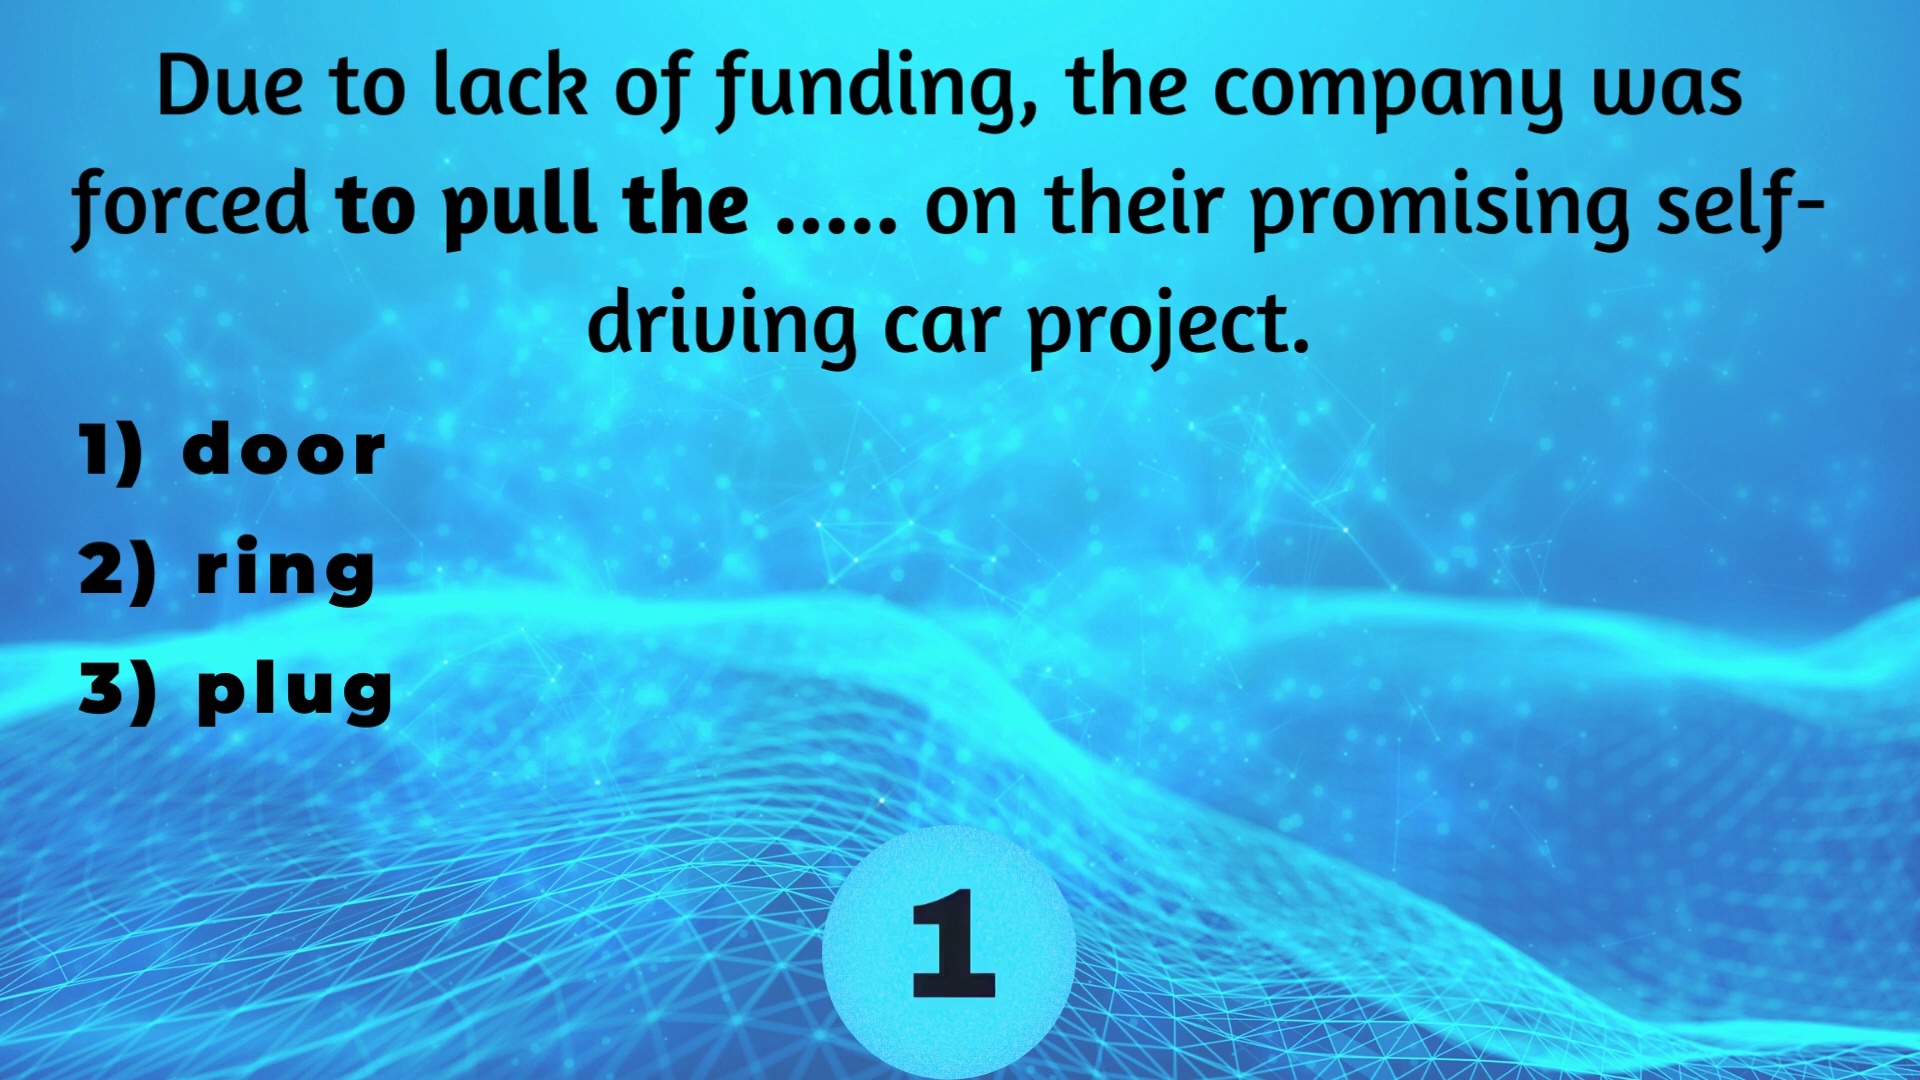 Due to lack of funding, the company was
forced to pull the ..... on their promising self-
driving car project.
1) door
2) ring
3) plug
1